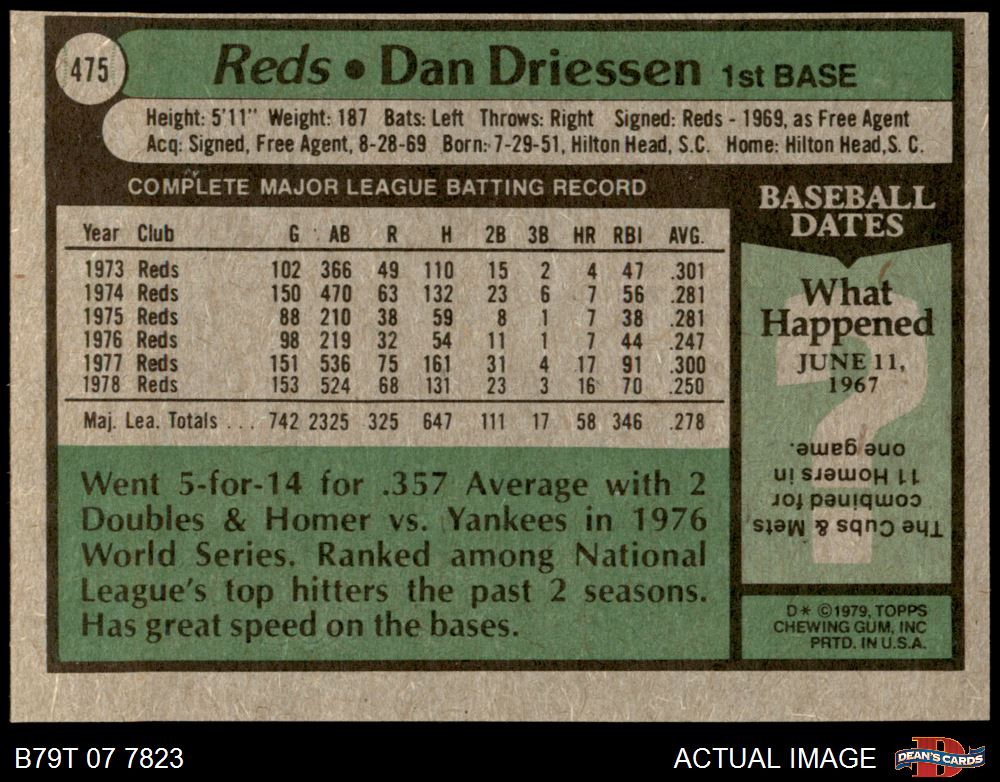 475
Reds • Dan Driessen 1st BASE
Height: 5'11" Weight: 187 Bats: Left Throws: Right Signed: Reds - 1969, as Free Agent
Acq: Signed, Free Agent, 8-28-69 Born: 7-29-51, Hilton Head, S.C. Home: Hilton Head, S. C.
COMPLETE MAJOR LEAGUE BATTING RECORD
Year Club G AB R H 2B 3B HR RBI AVG.
1973 Reds 102 366 49 110 15 2 4 47 .301
1974 Reds 150 470 63 132 23 6 7 56 .281
1975 Reds 88 210 38 59 8 1 7 38 .281
1976 Reds 98 219 32 54 11 1 7 44 .247
1977 Reds 151 536 75 161 31 4 17 91 .300
1978 Reds 153 524 68 131 23 3 16 70 .250
Maj. Lea. Totals . . . 742 2325 325 647 111 17 58 346 .278
Went 5-for-14 for .357 Average with 2
Doubles & Homer vs. Yankees in 1976
World Series. Ranked among National
League's top hitters the past 2 seasons.
Has great speed on the bases.
BASEBALL
DATES
What
Happened
JUNE 11,
1967
?
The Cubs & Mets
combined for
11 Homers in
one game.
D* ©1979, TOPPS
CHEWING GUM, INC
PRTD. IN U.S.A.
B79T 07 7823
ACTUAL IMAGE
D
DEAN'S CARDS